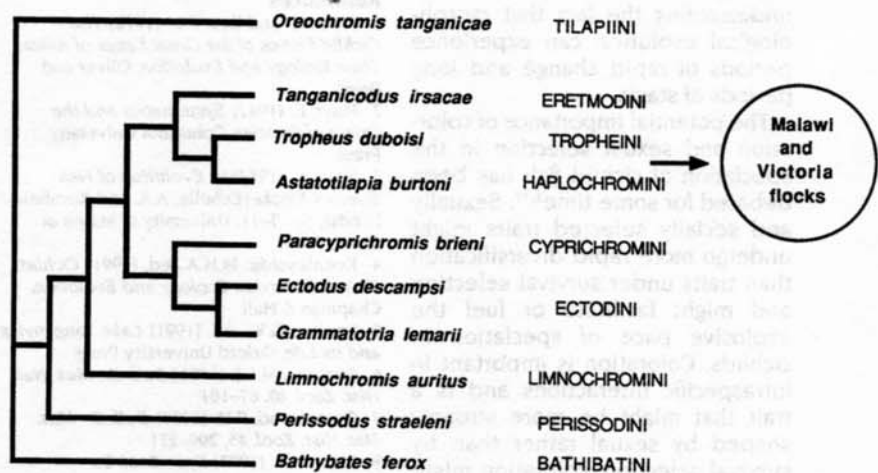 Oreochromis tanganicae TILAPIINI
Tanganicodus irsacae ERETMODINI
Tropheus duboisi TROPHEINI
Astatotilapia burtoni HAPLOCHROMINI
Paracyprichromis brieni CYPRICHROMINI
Ectodus descampsi
ECTODINI
Grammatotria lemarii
Limnochromis auritus LIMNOCHROMINI
Perissodus straeleni PERISSODINI
Bathybates ferox BATHIBATINI
Malawi
and
Victoria
flocks